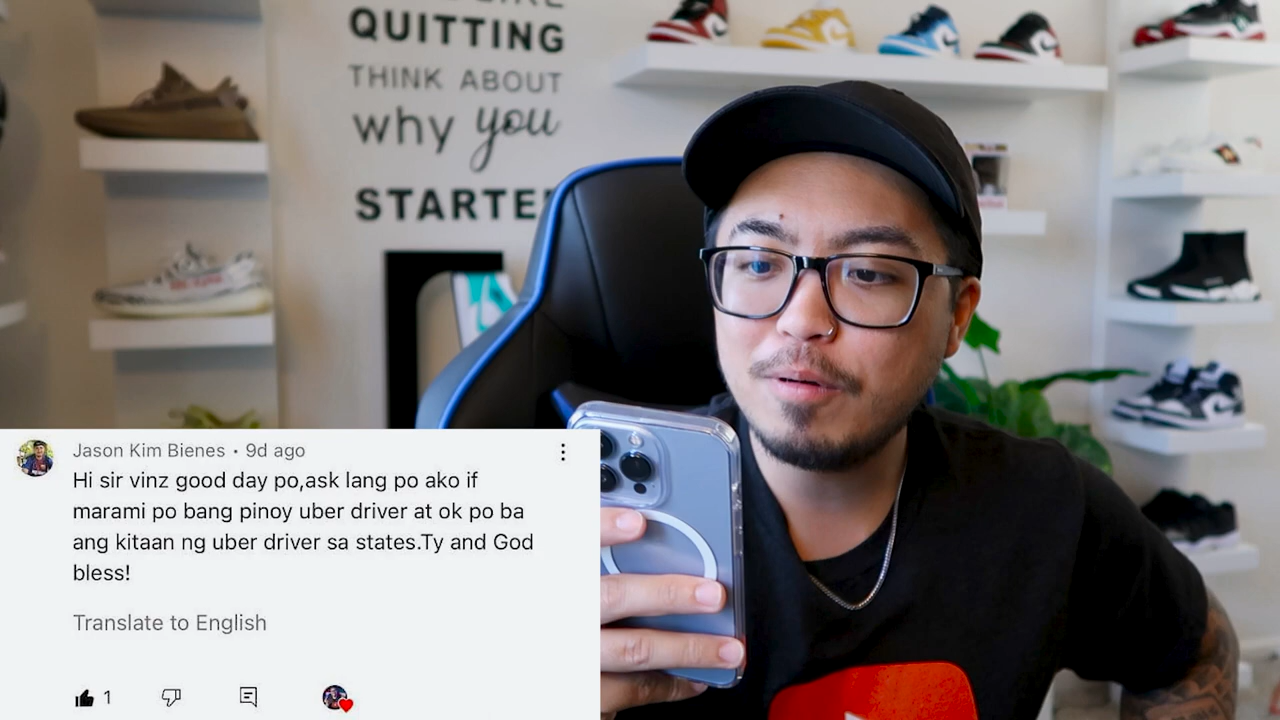 QUITTING
THINK ABOUT
why you
STARTE
Jason Kim Bienes • 9d ago
Hi sir vinz good day po,ask lang po ako if
marami po bang pinoy uber driver at ok po ba
ang kitaan ng uber driver sa states.Ty and God
bless!
Translate to English
1